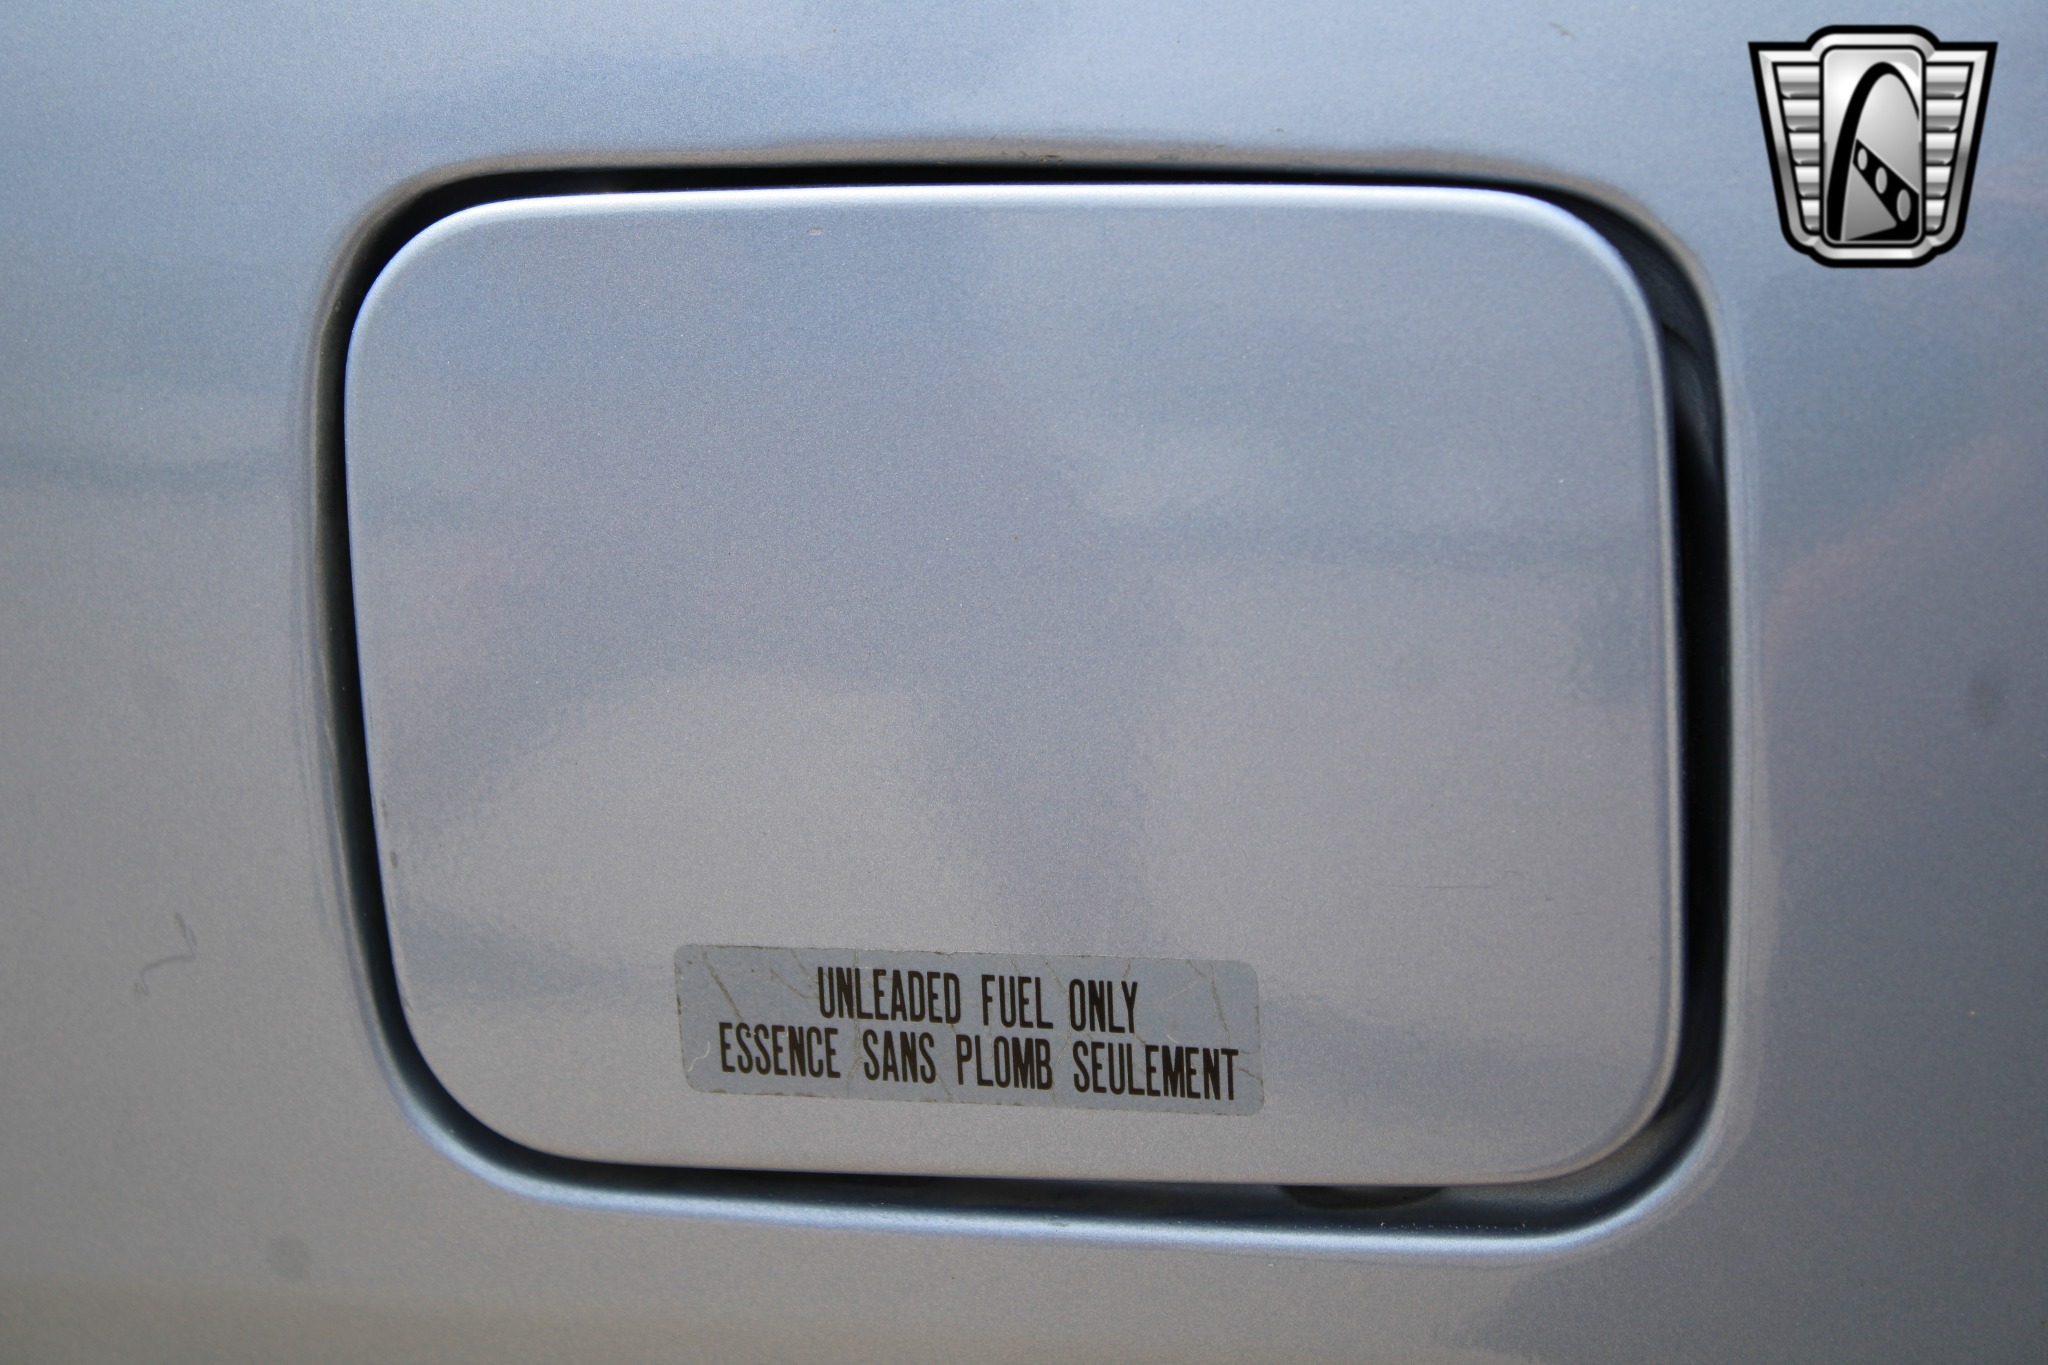 UNLEADED FUEL ONLY
ESSENCE SANS PLOMB SEULEMENT